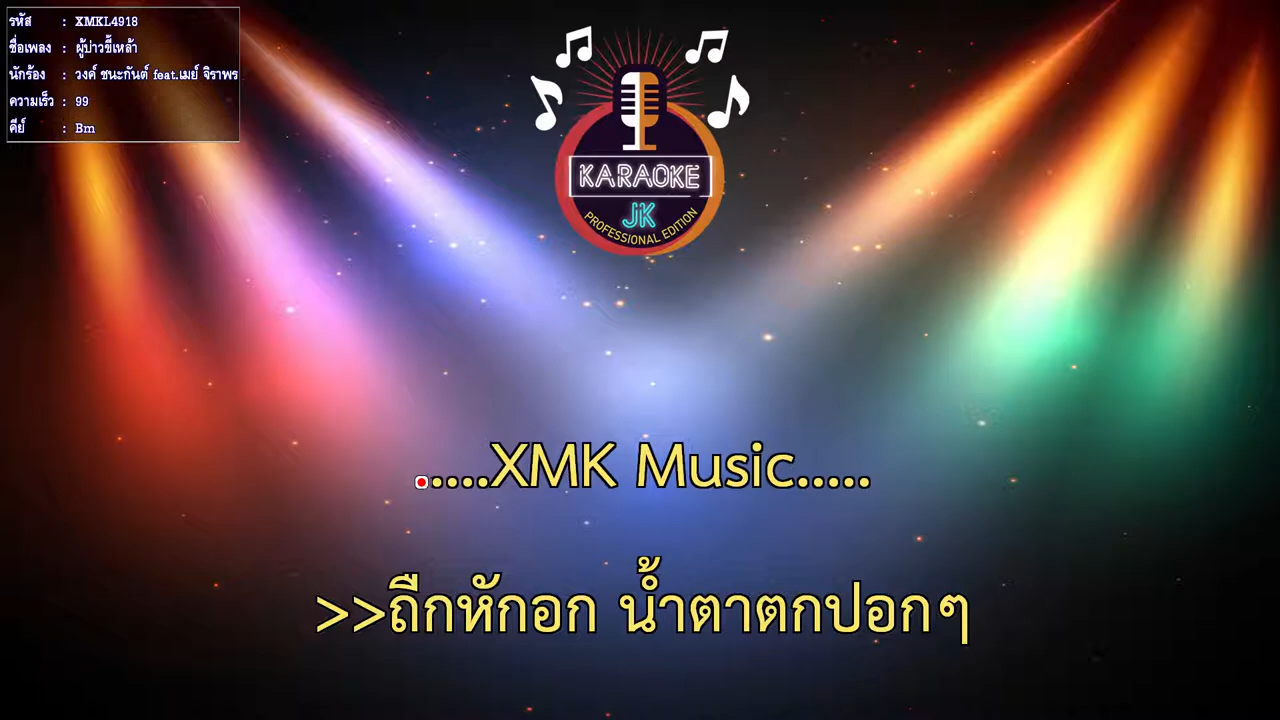 รหัส : XMKL4918
ชื่อเพลง : ผู้บ่าวขี้เหล้า
นักร้อง : วงค์ ชนะกันต์ feat.เมย์ จิราพร
ความเร็ว : 99
คีย์ : Bm
KARAOKE
JK
PROFESSIONAL EDITION
.....XMK Music.....
>>ถืกหักอก น้ำตาตกปอกๆ